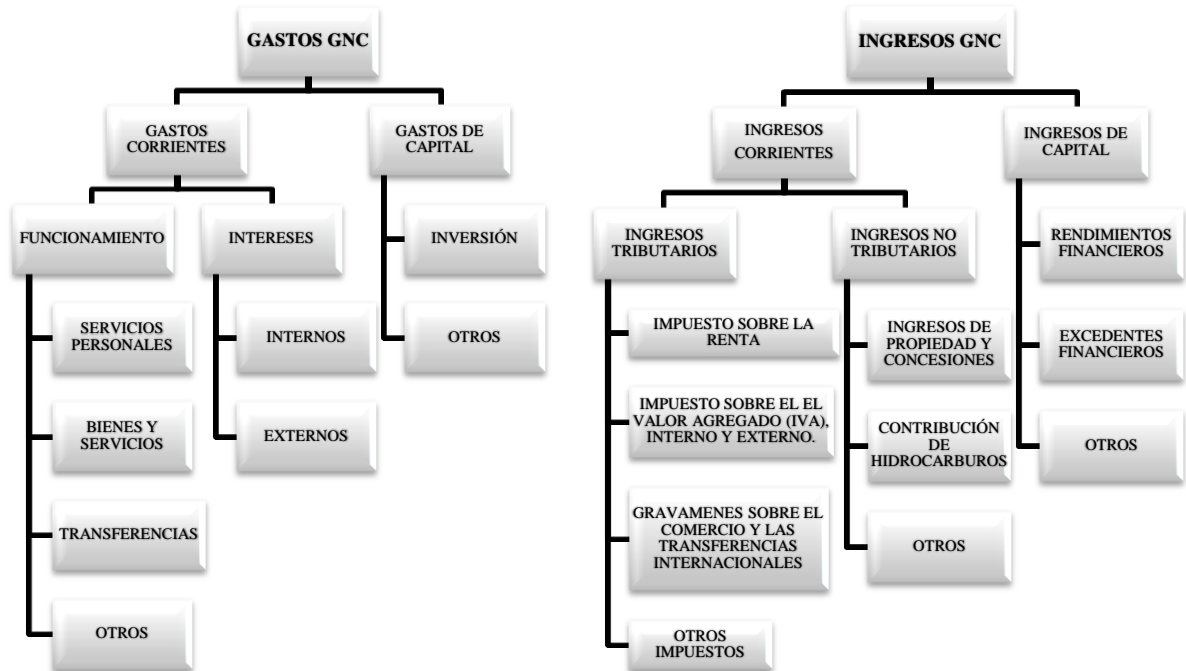 GASTOS GNC
GASTOS
CORRIENTES
GASTOS DE
CAPITAL
FUNCIONAMIENTO
INTERESES
INVERSIÓN
SERVICIOS
PERSONALES
INTERNOS
OTROS
BIENES Y
SERVICIOS
EXTERNOS
TRANSFERENCIAS
OTROS
INGRESOS GNC
INGRESOS
CORRIENTES
INGRESOS DE
CAPITAL
INGRESOS
TRIBUTARIOS
INGRESOS NO
TRIBUTARIOS
RENDIMIENTOS
FINANCIEROS
IMPUESTO SOBRE LA
RENTA
INGRESOS DE
PROPIEDAD Y
CONCESIONES
EXCEDENTES
FINANCIEROS
IMPUESTO SOBRE EL EL
VALOR AGREGADO (IVA),
INTERNO Y EXTERNO.
CONTRIBUCIÓN
DE
HIDROCARBUROS
OTROS
GRAVAMENES SOBRE EL
COMERCIO Y LAS
TRANSFERENCIAS
INTERNACIONALES
OTROS
OTROS
IMPUESTOS